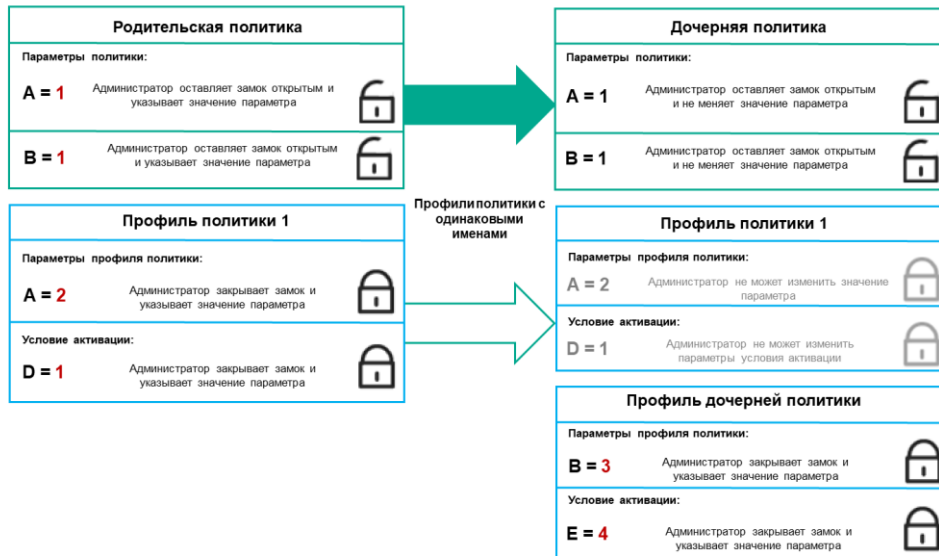 Родительская политика
Параметры политики:
A = 1
Администратор оставляет замок открытым и
указывает значение параметра
B = 1
Администратор оставляет замок открытым
и указывает значение параметра
Дочерняя политика
Параметры политики:
A = 1
Администратор оставляет замок открытым
и не меняет значение параметра
B = 1
Администратор оставляет замок открытым
и не меняет значение параметра
Профиль политики 1
Параметры профиля политики:
A = 2
Администратор закрывает замок и
указывает значение параметра
Условие активации:
D = 1
Администратор закрывает замок и
указывает значение параметра
Профили политики с
одинаковыми
именами
Профиль политики 1
Параметры профиля политики:
A = 2
Администратор не может изменить значение
параметра
Условие активации:
D = 1
Администратор не может изменить
параметры условия активации
Профиль дочерней политики
Параметры профиля политики:
B = 3
Администратор закрывает замок и
указывает значение параметра
Условие активации:
E = 4
Администратор закрывает замок и
указывает значение параметра